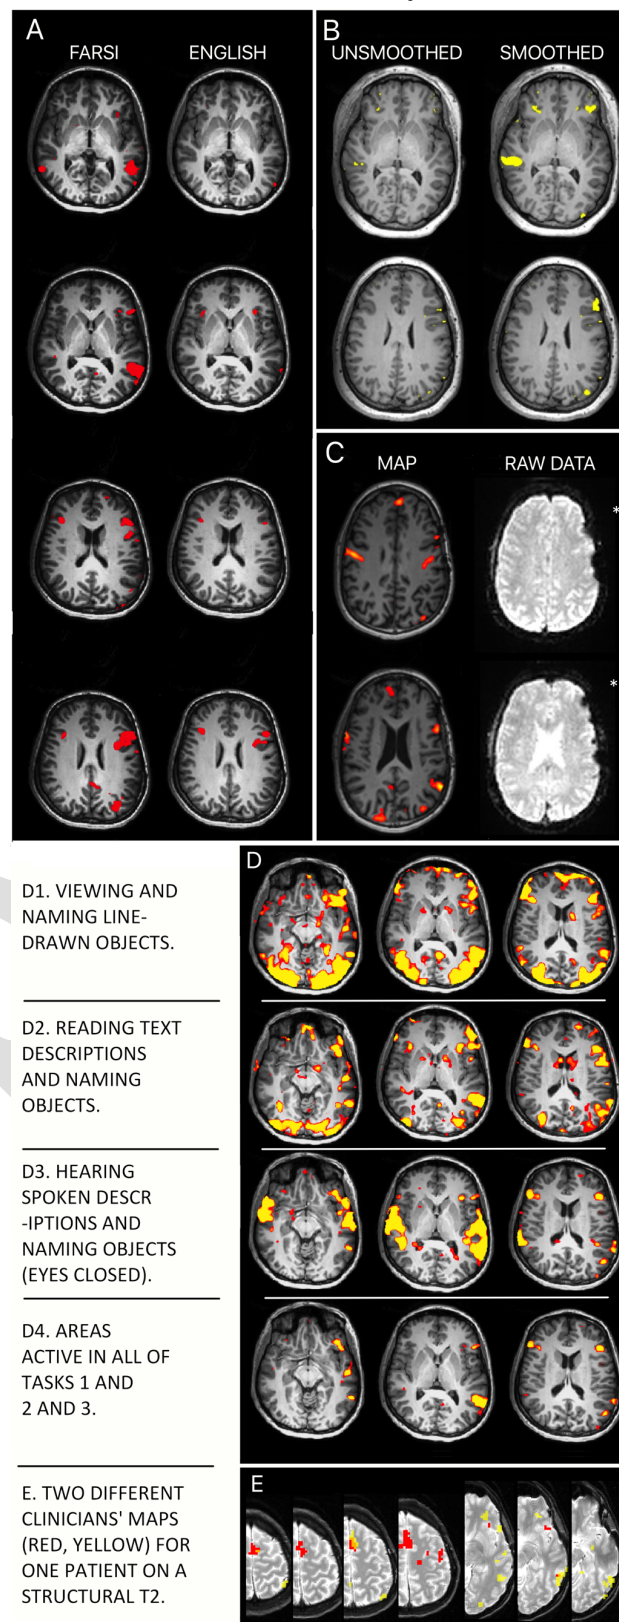 A
FARSI ENGLISH
B
UNSMOOTHED SMOOTHED
C
MAP RAW DATA
*
*
D
D1. VIEWING AND
NAMING LINE-
DRAWN OBJECTS.
D2. READING TEXT
DESCRIPTIONS
AND NAMING
OBJECTS.
D3. HEARING
SPOKEN DESCR
-IPTIONS AND
NAMING OBJECTS
(EYES CLOSED).
D4. AREAS
ACTIVE IN ALL OF
TASKS 1 AND
2 AND 3.
E
E. TWO DIFFERENT
CLINICIANS' MAPS
(RED, YELLOW) FOR
ONE PATIENT ON A
STRUCTURAL T2.